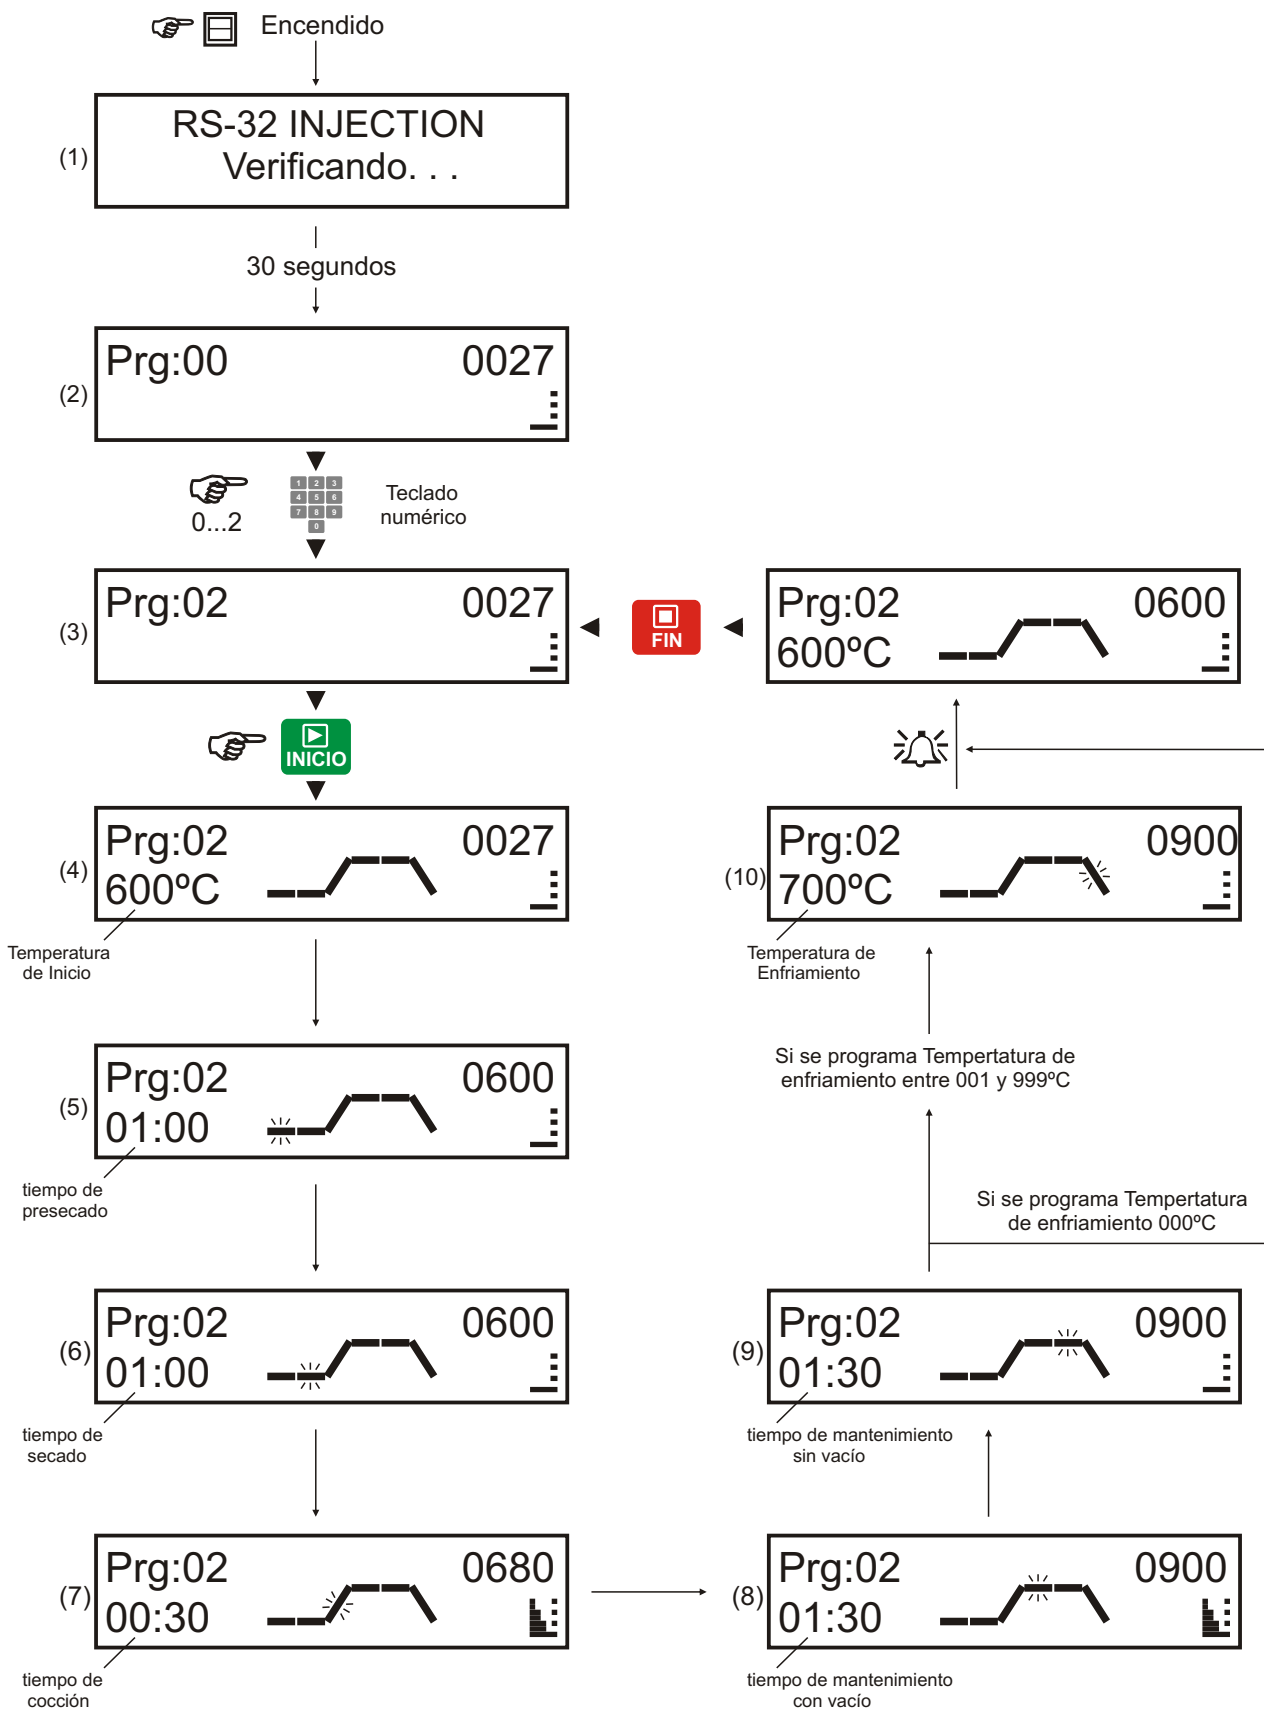 Encendido
(1)
RS-32 INJECTION
Verificando. . .
30 segundos
(2)
Prg:00 0027
0...2
1 2 3
4 5 6
7 8 9
0
Teclado
numérico
(3)
Prg:02 0027
FIN
Prg:02 0600
600ºC
INICIO
(4)
Prg:02 0027
600ºC
Temperatura
de Inicio
(10)
Prg:02 0900
700ºC
Temperatura de
Enfriamiento
(5)
Prg:02 0600
01:00
tiempo de
presecado
Si se programa Tempertatura de
enfriamiento entre 001 y 999ºC
Si se programa Tempertatura
de enfriamiento 000ºC
(6)
Prg:02 0600
01:00
tiempo de
secado
(9)
Prg:02 0900
01:30
tiempo de mantenimiento
sin vacío
(7)
Prg:02 0680
00:30
tiempo de
cocción
(8)
Prg:02 0900
01:30
tiempo de mantenimiento
con vacío